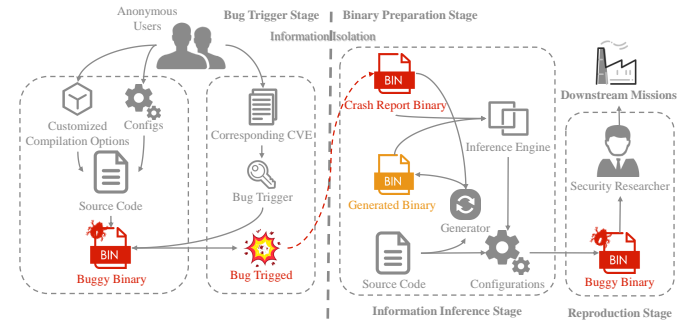 Anonymous
Users
Bug Trigger Stage
Binary Preparation Stage
Information Isolation
Customized
Compilation Options
Configs
Source Code
BIN
Buggy Binary
Corresponding CVE
Bug Trigger
Bug Trigged
BIN
Crash Report Binary
Inference Engine
BIN
Generated Binary
Generator
Source Code
Configurations
Information Inference Stage
Downstream Missions
Security Researcher
BIN
Buggy Binary
Reproduction Stage